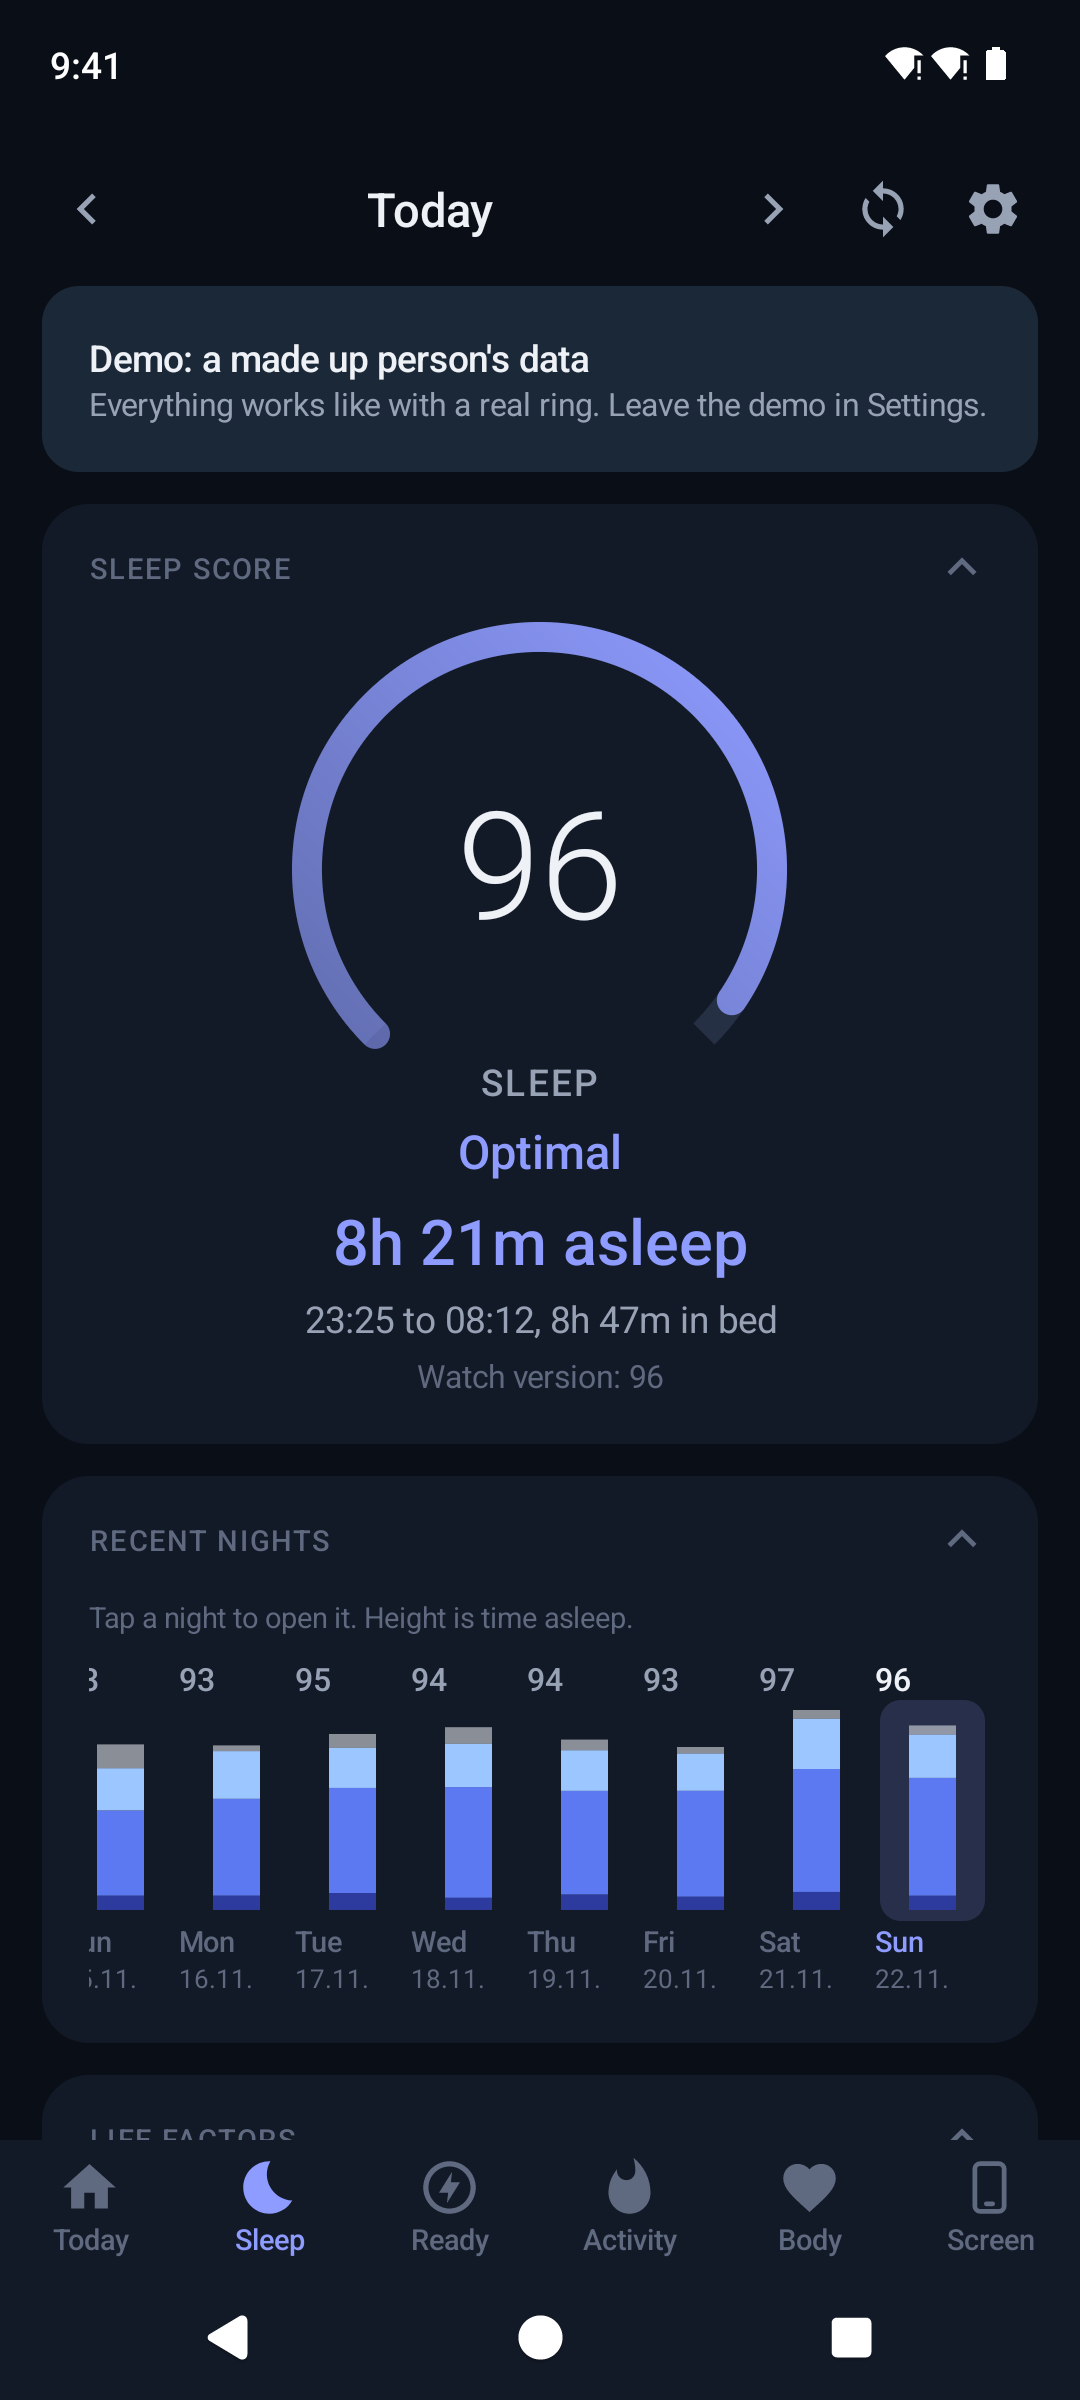 9:41
Today
Demo: a made up person's data
Everything works like with a real ring. Leave the demo in Settings.
SLEEP SCORE
96
SLEEP
Optimal
8h 21m asleep
23:25 to 08:12, 8h 47m in bed
Watch version: 96
RECENT NIGHTS
Tap a night to open it. Height is time asleep.
93 95 94 94 93 97 96
Mon Tue Wed Thu Fri Sat Sun
16.11. 17.11. 18.11. 19.11. 20.11. 21.11. 22.11.
LIFE FACTORS
Today Sleep Ready Activity Body Screen